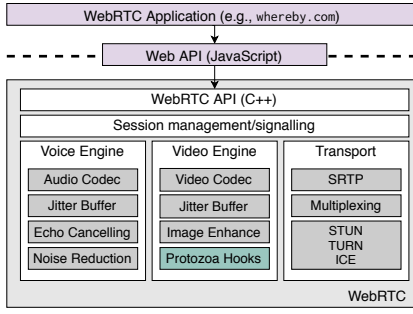 WebRTC Application (e.g., whereby.com)
Web API (JavaScript)
WebRTC API (C++)
Session management/signalling
Voice Engine
Audio Codec
Jitter Buffer
Echo Cancelling
Noise Reduction
Video Engine
Video Codec
Jitter Buffer
Image Enhance
Protozoa Hooks
Transport
SRTP
Multiplexing
STUN
TURN
ICE
WebRTC